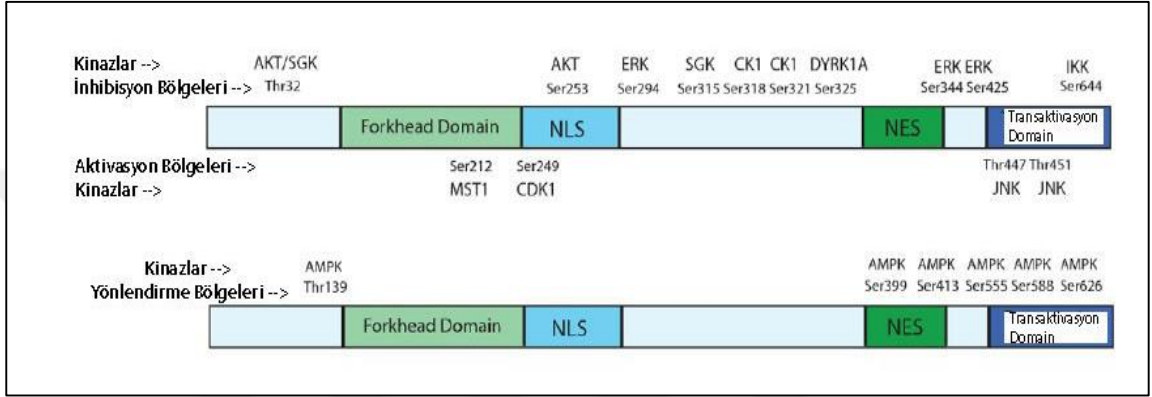 Kinazlar --> AKT/SGK AKT ERK SGK CK1 CK1 DYRK1A ERK ERK IKK
İnhibisyon Bölgeleri --> Thr32 Ser253 Ser294 Ser315 Ser318 Ser321 Ser325 Ser344 Ser425 Ser644
Forkhead Domain NLS NES Transaktivasyon
Domain
Aktivasyon Bölgeleri --> Ser212 Ser249 Thr447 Thr451
Kinazlar --> MST1 CDK1 JNK JNK
Kinazlar --> AMPK AMPK AMPK AMPK AMPK AMPK
Yönlendirme Bölgeleri --> Thr139 Ser399 Ser413 Ser555 Ser588 Ser626
Forkhead Domain NLS NES Transaktivasyon
Domain